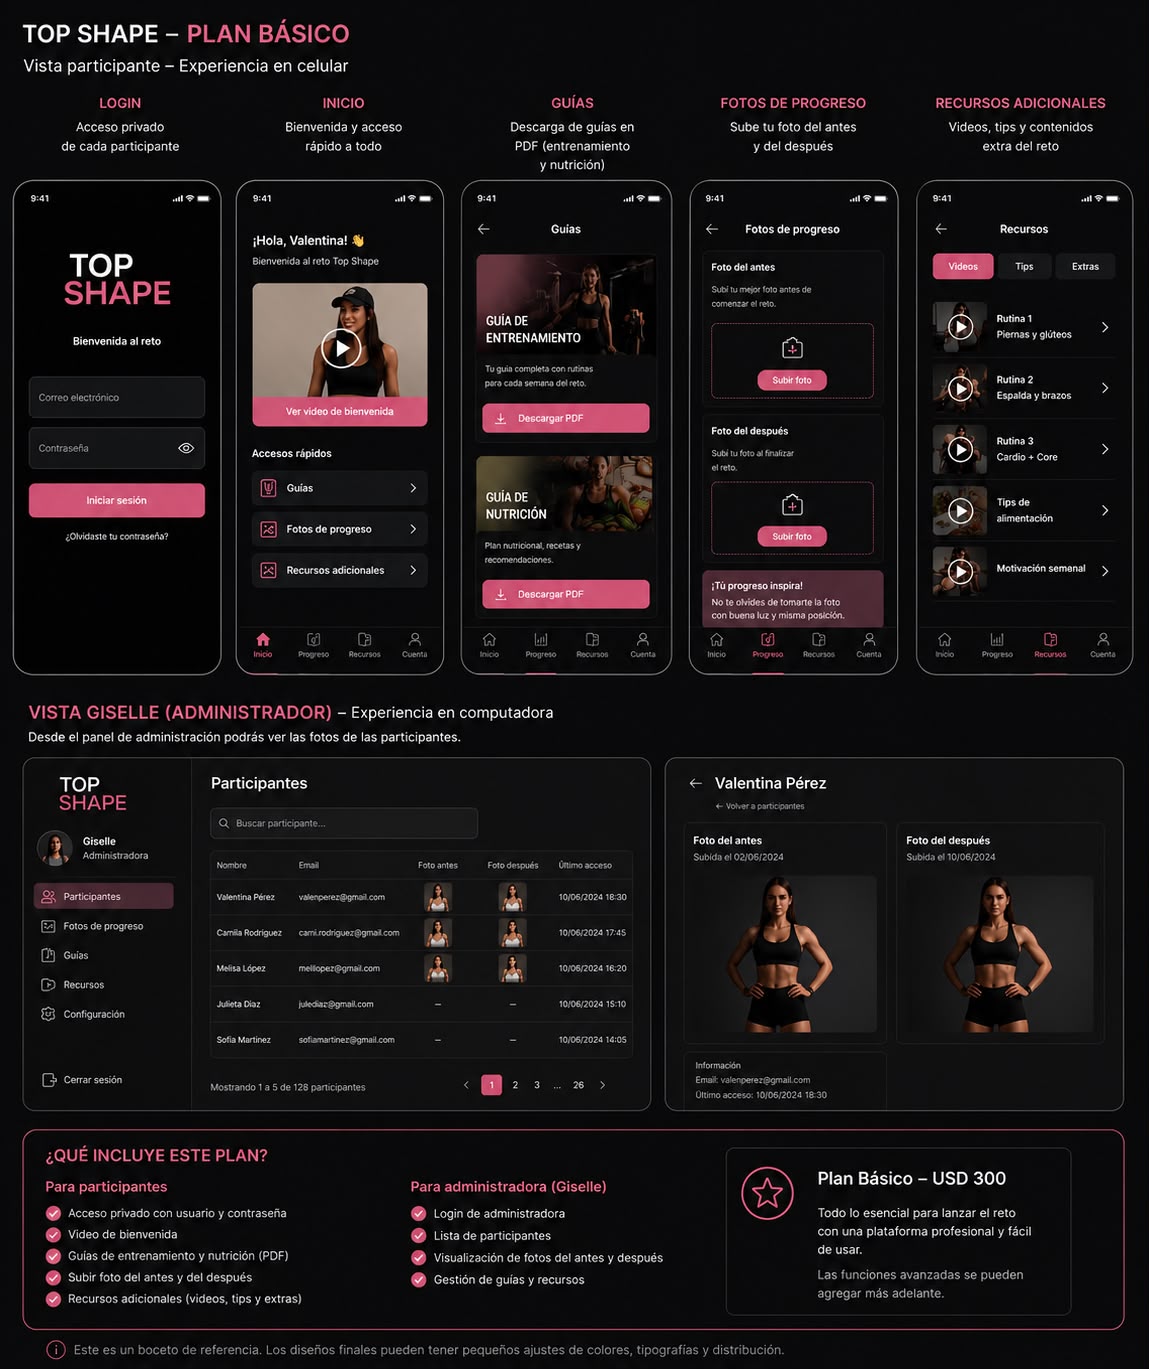 TOP SHAPE – PLAN BÁSICO
Vista participante – Experiencia en celular
LOGIN
Acceso privado
de cada participante
INICIO
Bienvenida y acceso
rápido a todo
GUÍAS
Descarga de guías en
PDF (entrenamiento
y nutrición)
FOTOS DE PROGRESO
Sube tu foto del antes
y del después
RECURSOS ADICIONALES
Videos, tips y contenidos
extra del reto
9:41
TOP
SHAPE
Bienvenida al reto
Correo electrónico
Contraseña
Iniciar sesión
¿Olvidaste tu contraseña?
9:41
¡Hola, Valentina! 👋
Bienvenida al reto Top Shape
Ver video de bienvenida
Accesos rápidos
Guías
Fotos de progreso
Recursos adicionales
Inicio Progreso Recursos Cuenta
9:41
Guías
GUÍA DE
ENTRENAMIENTO
Tu guia completa con rutinas
para cada semana del reto.
Descargar PDF
GUÍA DE
NUTRICIÓN
Plan nutricional, recetas y
recomendaciones.
Descargar PDF
Inicio Progreso Recursos Cuenta
9:41
Fotos de progreso
Foto del antes
Subí tu mejor foto antes de
comenzar el reto.
Subir foto
Foto del después
Subí tu foto al finalizar
el reto.
Subir foto
¡Tú progreso inspira!
No te olvides de tomarte la foto
con buena luz y misma posición.
Inicio Progreso Recursos Cuenta
9:41
Recursos
Videos Tips Extras
Rutina 1
Piernas y glúteos
Rutina 2
Espalda y brazos
Rutina 3
Cardio + Core
Tips de
alimentación
Motivación semanal
Inicio Progreso Recursos Cuenta
VISTA GISELLE (ADMINISTRADOR) – Experiencia en computadora
Desde el panel de administración podrás ver las fotos de las participantes.
TOP
SHAPE
Giselle
Administradora
Participantes
Fotos de progreso
Guías
Recursos
Configuración
Cerrar sesión
Participantes
Buscar participante...
Nombre Email Foto antes Foto después Último acceso
Valentina Pérez valenperez@gmail.com 10/06/2024 18:30
Camila Rodríguez cami.rodriguez@gmail.com 10/06/2024 17:45
Melisa López melilopez@gmail.com 10/06/2024 16:20
Julieta Diaz julediaz@gmail.com – – 10/06/2024 15:10
Sofia Martinez sofiamartinez@gmail.com – – 10/06/2024 14:05
Mostrando 1 a 5 de 128 participantes
1 2 3 ... 26
Valentina Pérez
← Volver a participantes
Foto del antes
Subida el 02/06/2024
Foto del después
Subida el 10/06/2024
Información
Email: valenperez@gmail.com
Último acceso: 10/06/2024 18:30
¿QUÉ INCLUYE ESTE PLAN?
Para participantes
Acceso privado con usuario y contraseña
Video de bienvenida
Guías de entrenamiento y nutrición (PDF)
Subir foto del antes y del después
Recursos adicionales (videos, tips y extras)
Para administradora (Giselle)
Login de administradora
Lista de participantes
Visualización de fotos del antes y después
Gestión de guías y recursos
Plan Básico – USD 300
Todo lo esencial para lanzar el reto
con una plataforma profesional y fácil
de usar.
Las funciones avanzadas se pueden
agregar más adelante.
Este es un boceto de referencia. Los diseños finales pueden tener pequeños ajustes de colores, tipografías y distribución.